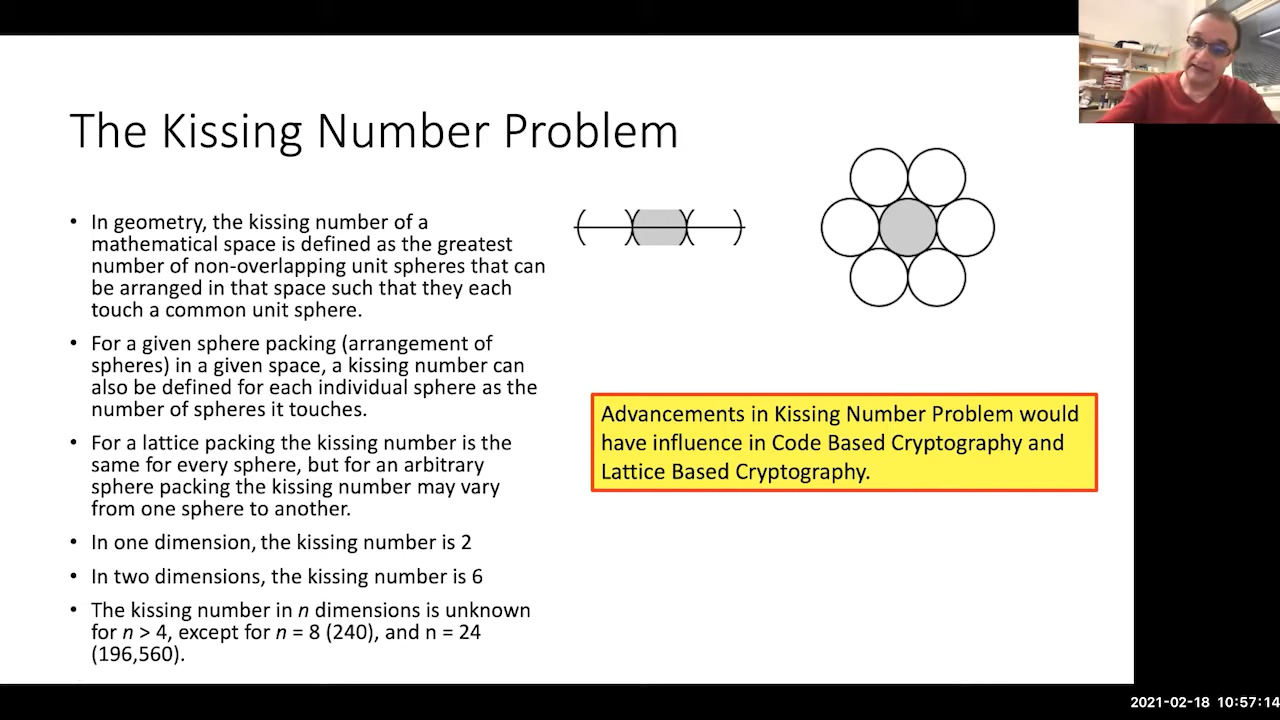 The Kissing Number Problem
• In geometry, the kissing number of a
mathematical space is defined as the greatest
number of non-overlapping unit spheres that can
be arranged in that space such that they each
touch a common unit sphere.
• For a given sphere packing (arrangement of
spheres) in a given space, a kissing number can
also be defined for each individual sphere as the
number of spheres it touches.
• For a lattice packing the kissing number is the
same for every sphere, but for an arbitrary
sphere packing the kissing number may vary
from one sphere to another.
• In one dimension, the kissing number is 2
• In two dimensions, the kissing number is 6
• The kissing number in n dimensions is unknown
for n > 4, except for n = 8 (240), and n = 24
(196,560).
Advancements in Kissing Number Problem would
have influence in Code Based Cryptography and
Lattice Based Cryptography.
2021-02-18 10:57:14